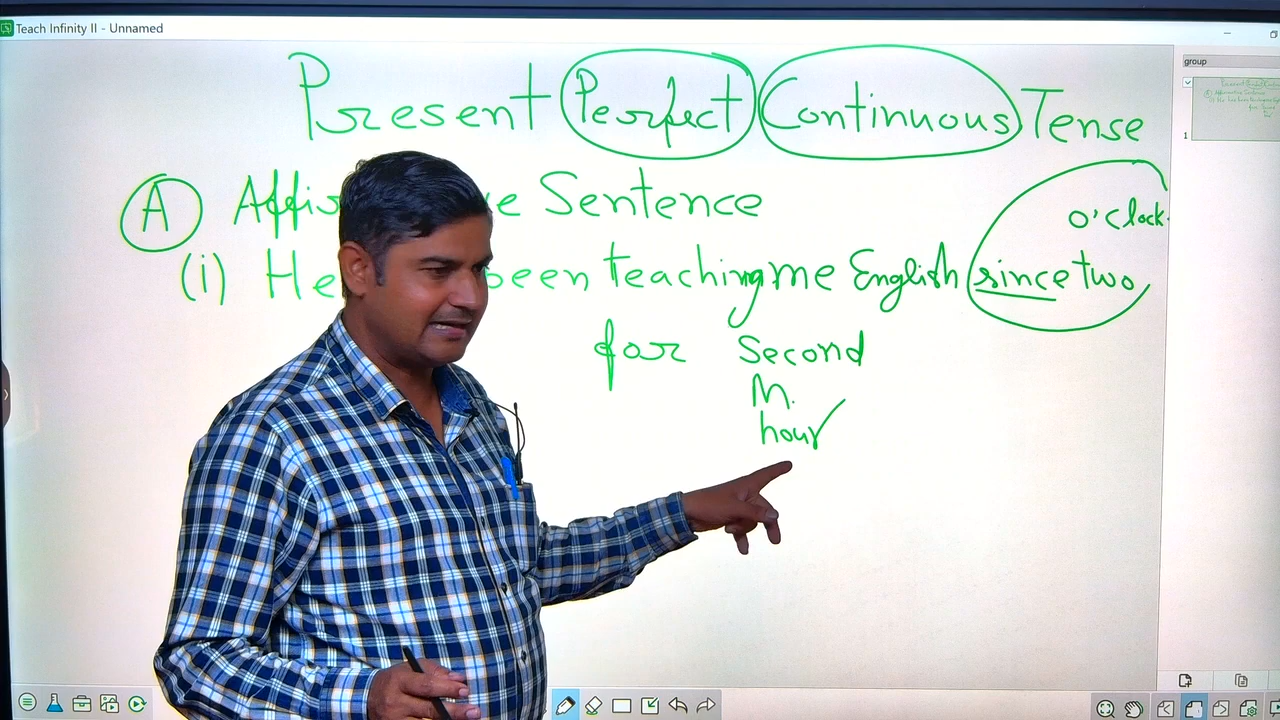 Teach Infinity II - Unnamed
group
Present Perfect Continuous Tense
A Sentence
o'clock
(i) He been teaching me English since two
for Second
M.
hour
1